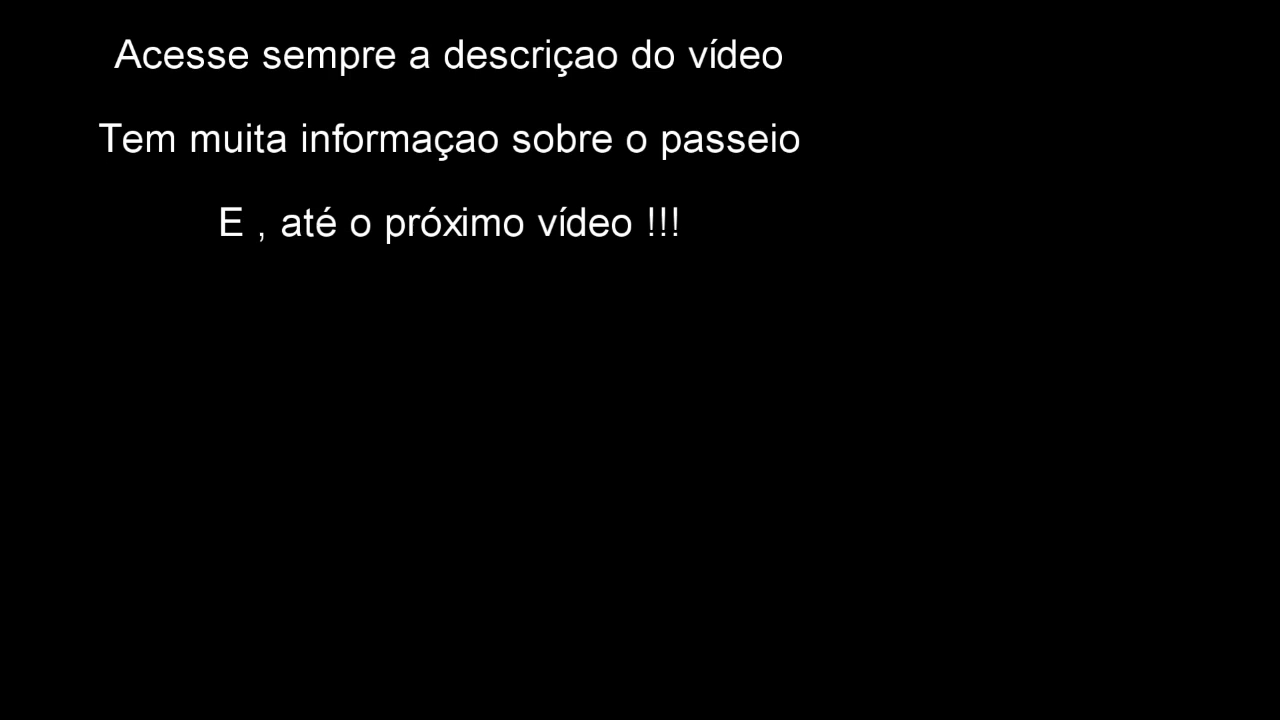 Acesse sempre a descriçao do vídeo
Tem muita informaçao sobre o passeio
E , até o próximo vídeo !!!